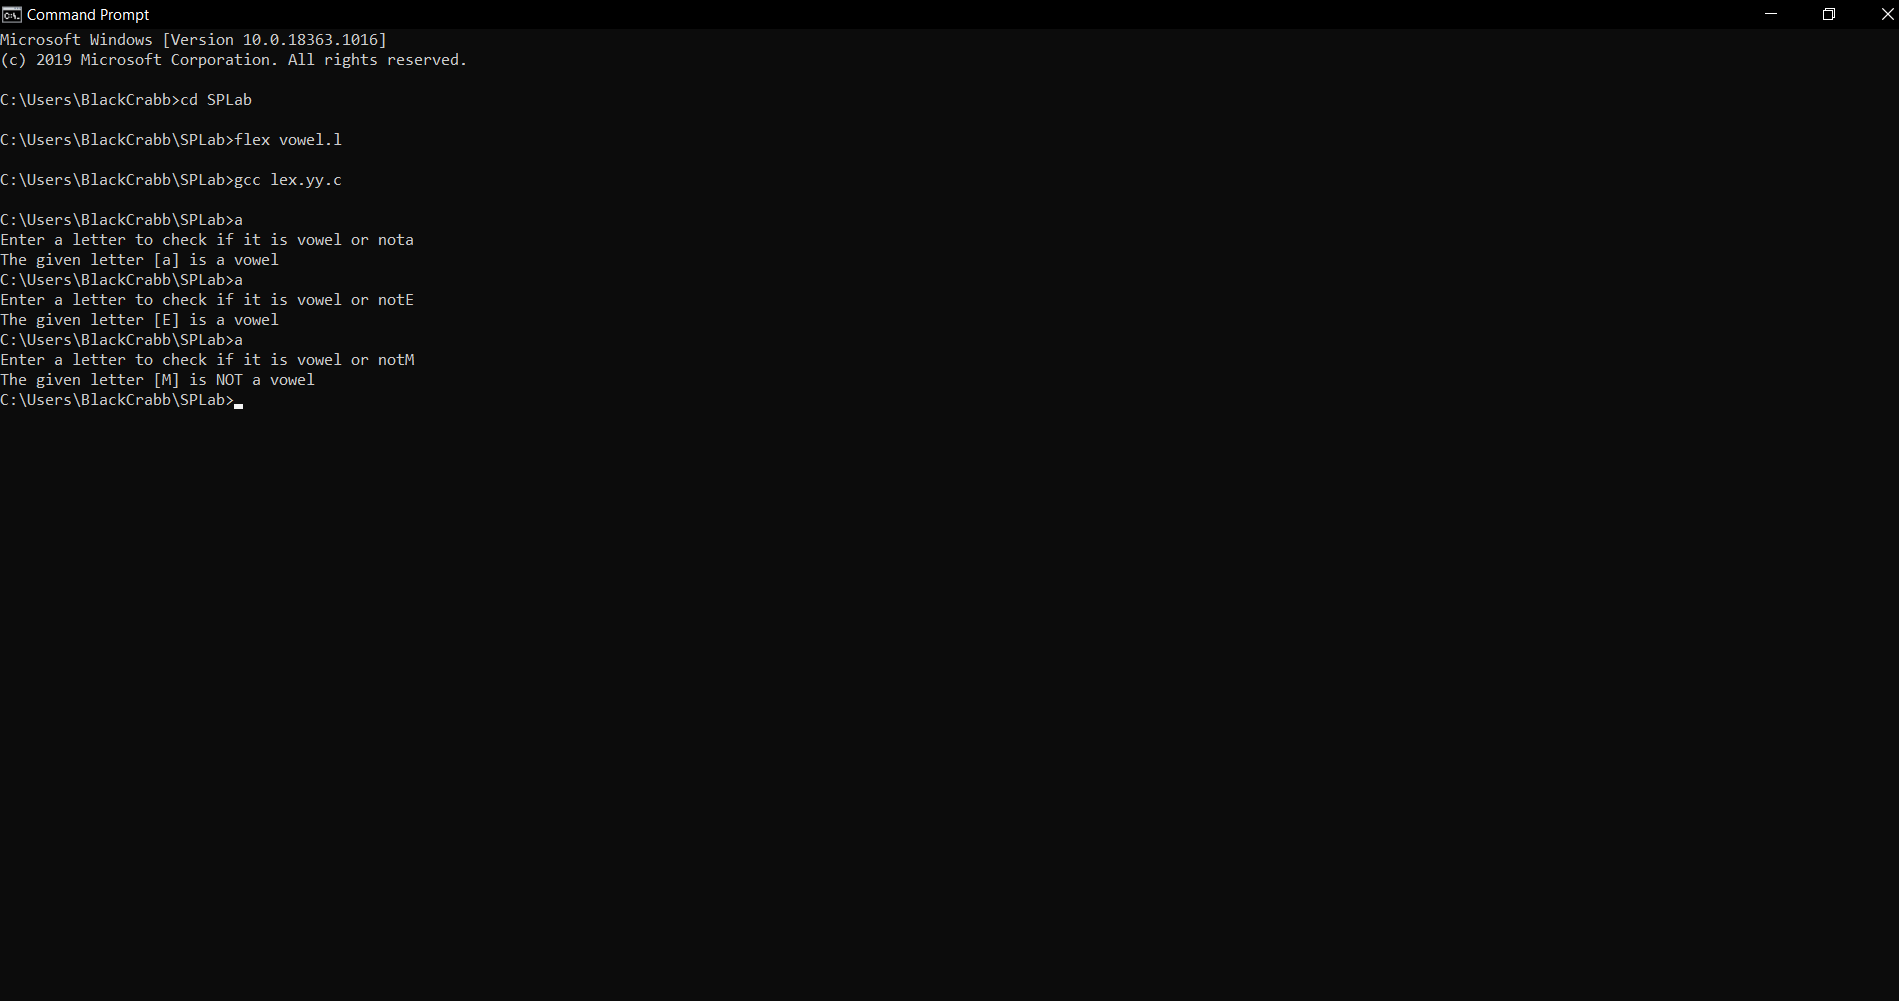 Command Prompt
Microsoft Windows [Version 10.0.18363.1016]
(c) 2019 Microsoft Corporation. All rights reserved.
C:\Users\BlackCrabb>cd SPLab
C:\Users\BlackCrabb\SPLab>flex vowel.l
C:\Users\BlackCrabb\SPLab>gcc lex.yy.c
C:\Users\BlackCrabb\SPLab>a
Enter a letter to check if it is vowel or nota
The given letter [a] is a vowel
C:\Users\BlackCrabb\SPLab>a
Enter a letter to check if it is vowel or notE
The given letter [E] is a vowel
C:\Users\BlackCrabb\SPLab>a
Enter a letter to check if it is vowel or notM
The given letter [M] is NOT a vowel
C:\Users\BlackCrabb\SPLab>